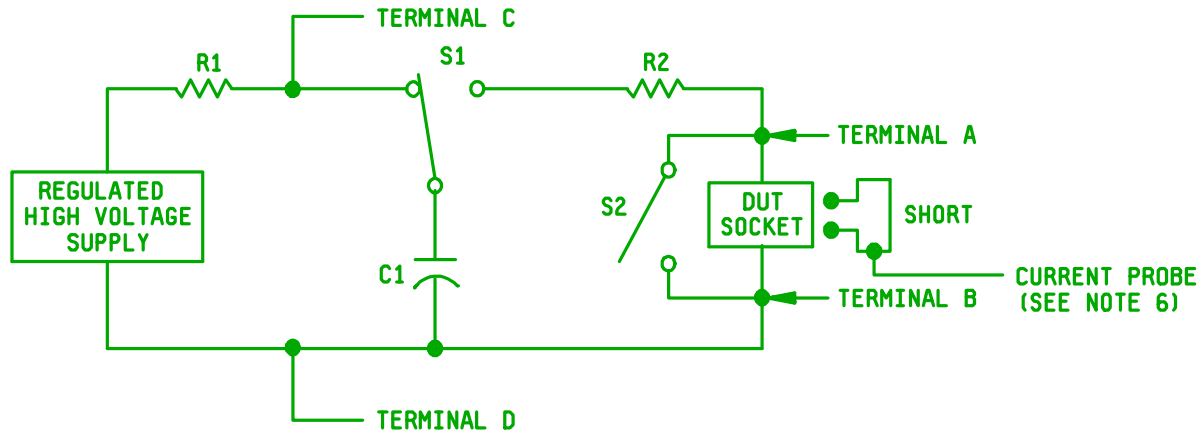 TERMINAL C
S1
R1
R2
TERMINAL A
REGULATED
HIGH VOLTAGE
SUPPLY
S2
DUT
SOCKET
SHORT
C1
CURRENT PROBE
(SEE NOTE 6)
TERMINAL B
TERMINAL D